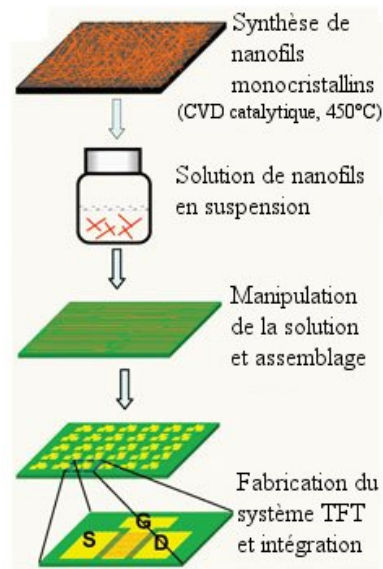 Synthèse de
nanofils
monocristallins
(CVD catalytique, 450°C)
Solution de nanofils
en suspension
Manipulation
de la solution
et assemblage
Fabrication du
système TFT
et intégration
G
S
D